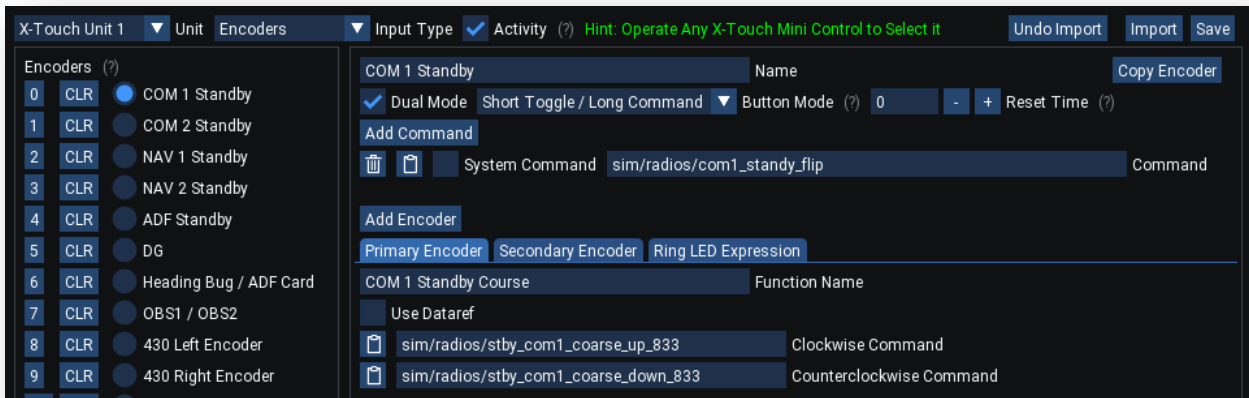 X-Touch Unit 1 Unit Encoders Input Type Activity (?) Hint: Operate Any X-Touch Mini Control to Select it Undo Import Import Save
Encoders (?)
0 CLR COM 1 Standby
1 CLR COM 2 Standby
2 CLR NAV 1 Standby
3 CLR NAV 2 Standby
4 CLR ADF Standby
5 CLR DG
6 CLR Heading Bug / ADF Card
7 CLR OBS1 / OBS2
8 CLR 430 Left Encoder
9 CLR 430 Right Encoder
COM 1 Standby Name Copy Encoder
Dual Mode Short Toggle / Long Command Button Mode (?) 0 - + Reset Time (?)
Add Command
System Command sim/radios/com1_standy_flip Command
Add Encoder
Primary Encoder Secondary Encoder Ring LED Expression
COM 1 Standby Course Function Name
Use Dataref
sim/radios/stby_com1_coarse_up_833 Clockwise Command
sim/radios/stby_com1_coarse_down_833 Counterclockwise Command